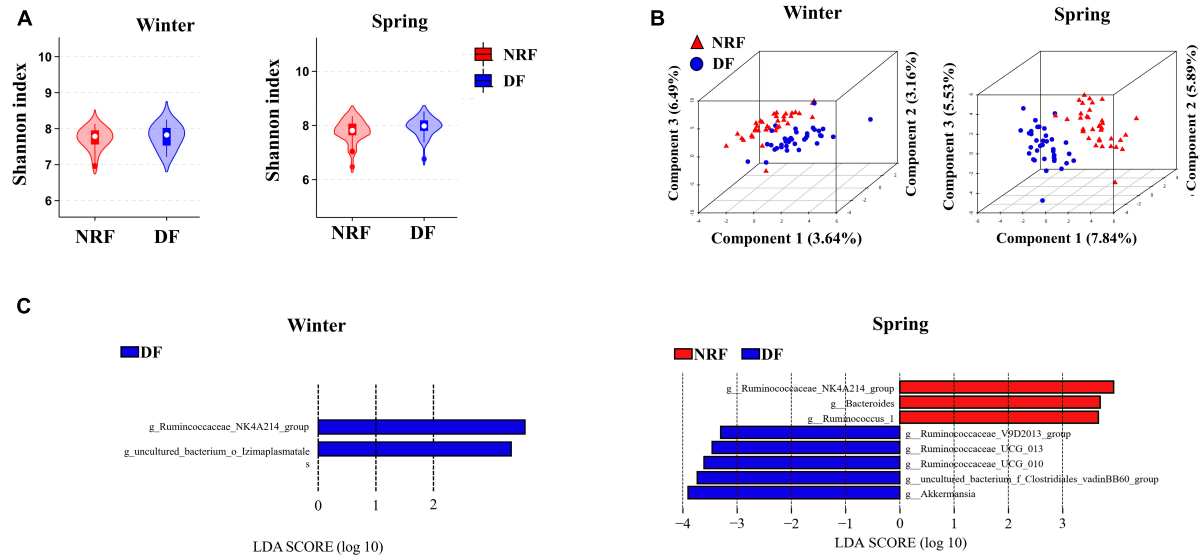 A
Winter
Spring
NRF
DF
Shannon index
10
9
8
7
6
NRF
DF
Shannon index
10
8
6
NRF
DF
B
Winter
Spring
NRF
DF
Component 3 (6.49%)
Component 2 (3.16%)
Component 1 (3.64%)
Component 3 (5.53%)
Component 2 (5.89%)
Component 1 (7.84%)
C
Winter
DF
g_Rumincoccaceae_NK4A214_group
g_uncultured_bacterium_o_Izimaplasmatale
s
0
1
2
LDA SCORE (log 10)
Spring
NRF
DF
g__Ruminococcaceae_NK4A214_group
g__Bacteroides
g__Ruminococcus_1
g__Ruminococcaceae_V9D2013_group
g__Ruminococcaceae_UCG_013
g__Ruminococcaceae_UCG_010
g__uncultured_bacterium_f_Clostridiales_vadinBB60_group
g__Akkermansia
−4 −3 −2 −1 0 1 2 3
LDA SCORE (log 10)